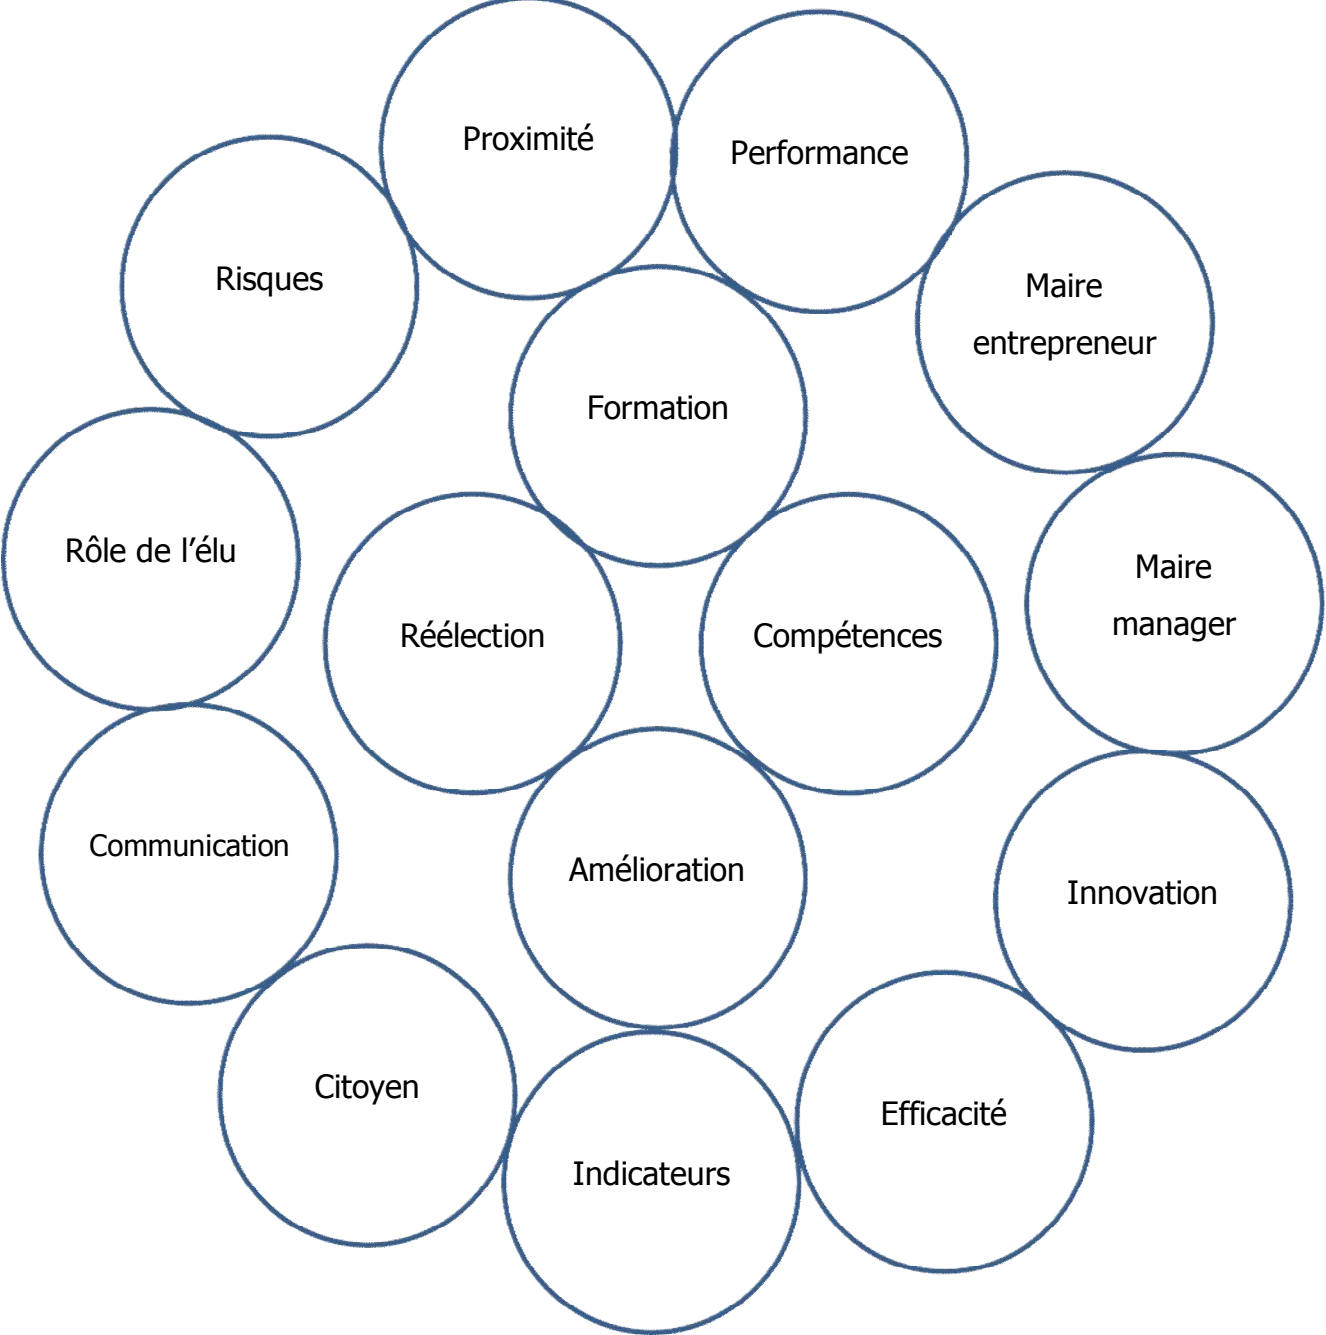 Proximité
Performance
Risques
Maire
entrepreneur
Formation
Rôle de l’élu
Maire
manager
Réélection
Compétences
Communication
Amélioration
Innovation
Citoyen
Efficacité
Indicateurs